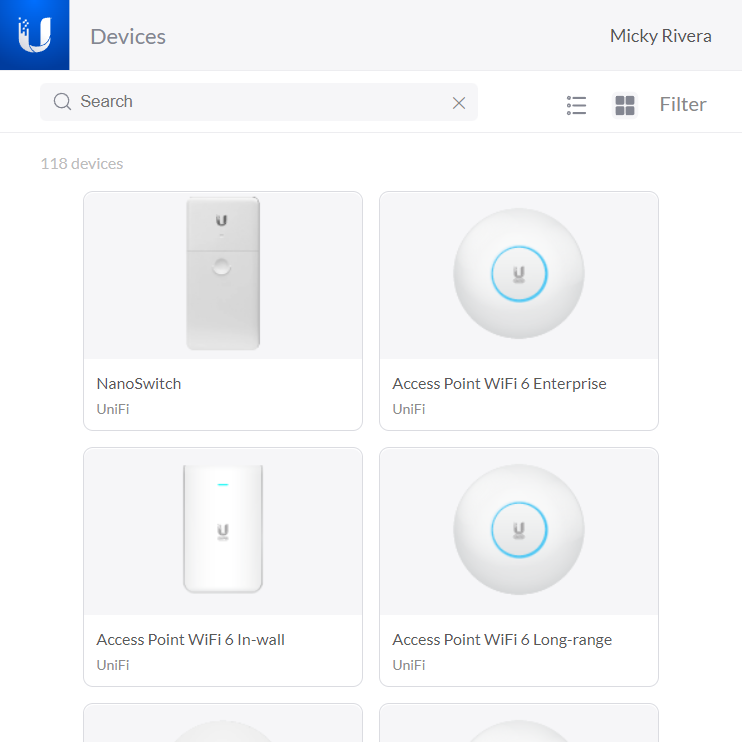 Devices
Micky Rivera
Search
Filter
118 devices
NanoSwitch
UniFi
Access Point WiFi 6 Enterprise
UniFi
Access Point WiFi 6 In-wall
UniFi
Access Point WiFi 6 Long-range
UniFi